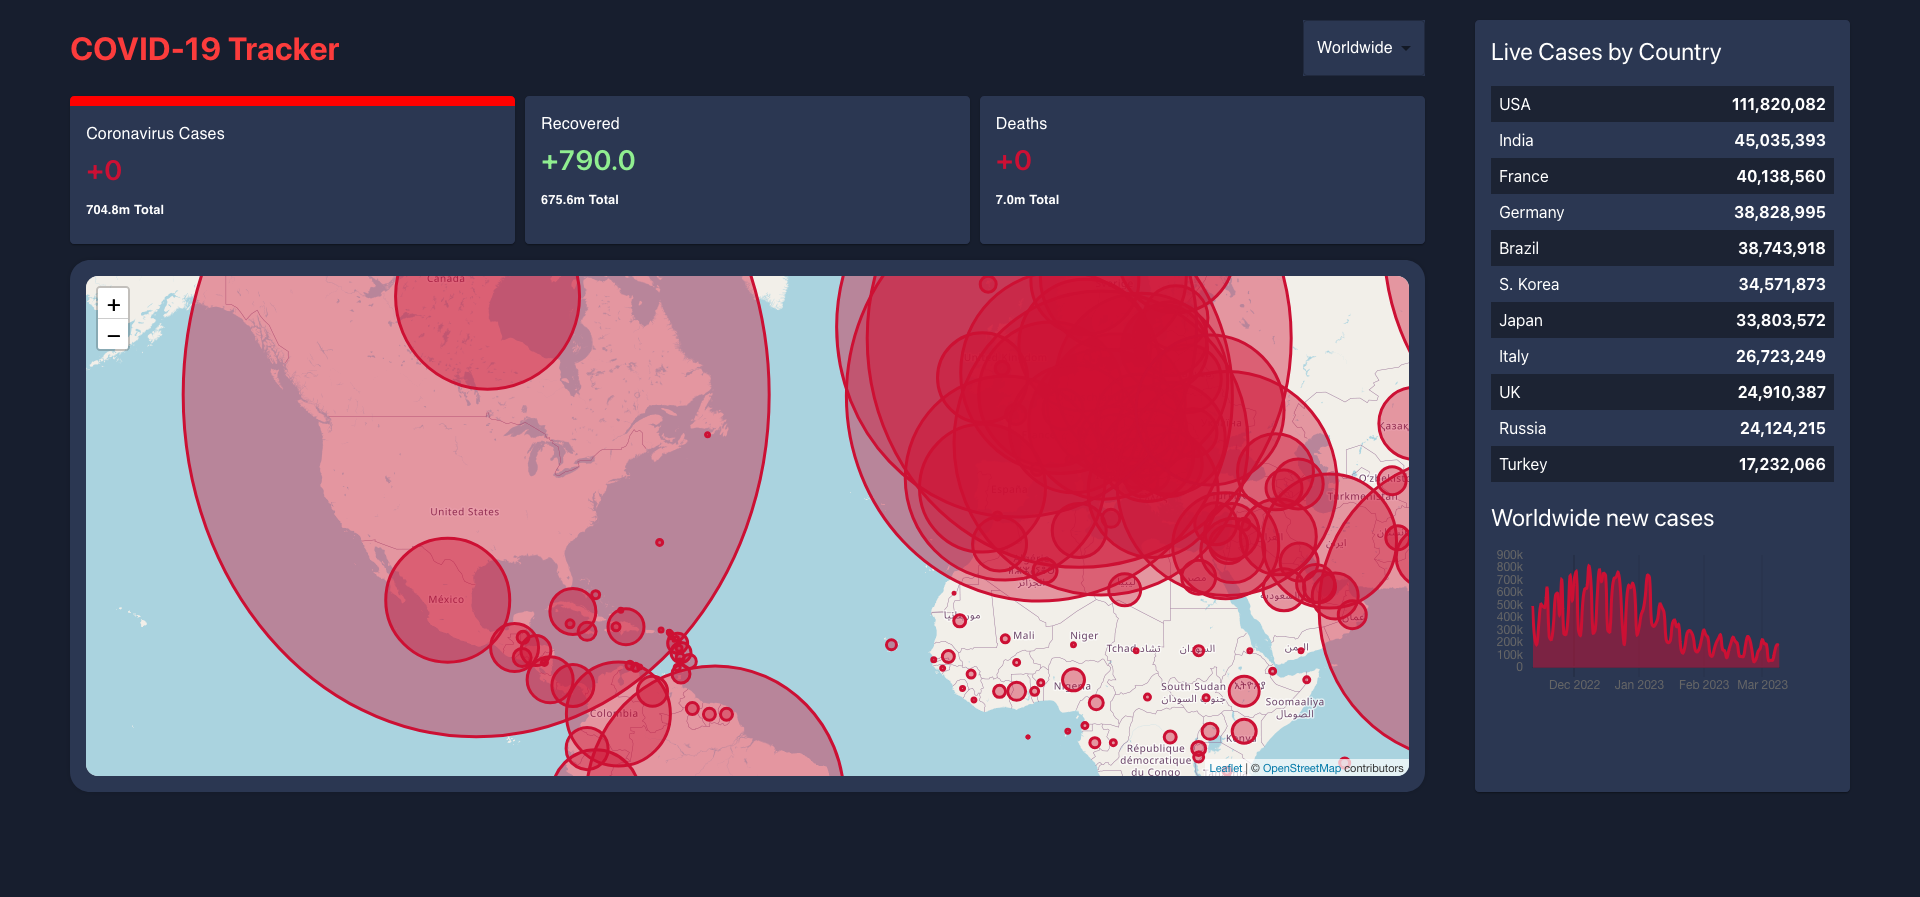 COVID-19 Tracker
Worldwide
Coronavirus Cases
+0
704.8m Total
Recovered
+790.0
675.6m Total
Deaths
+0
7.0m Total
+
−
Canada
United States
México
Colombia
Mali
Niger
Tchad تشاد
السودان
اليمن
موريتانيا
ليبيا
مصر
السعودية
عمان
ایران
Türkmenistan
Nigeria
South Sudan
جنوب السودان
Soomaaliya
الصومال
Kenya
République
démocratique
du Congo
Leaflet | © OpenStreetMap contributors
Live Cases by Country
USA 111,820,082
India 45,035,393
France 40,138,560
Germany 38,828,995
Brazil 38,743,918
S. Korea 34,571,873
Japan 33,803,572
Italy 26,723,249
UK 24,910,387
Russia 24,124,215
Turkey 17,232,066
Worldwide new cases
900k
800k
700k
600k
500k
400k
300k
200k
100k
0
Dec 2022 Jan 2023 Feb 2023 Mar 2023